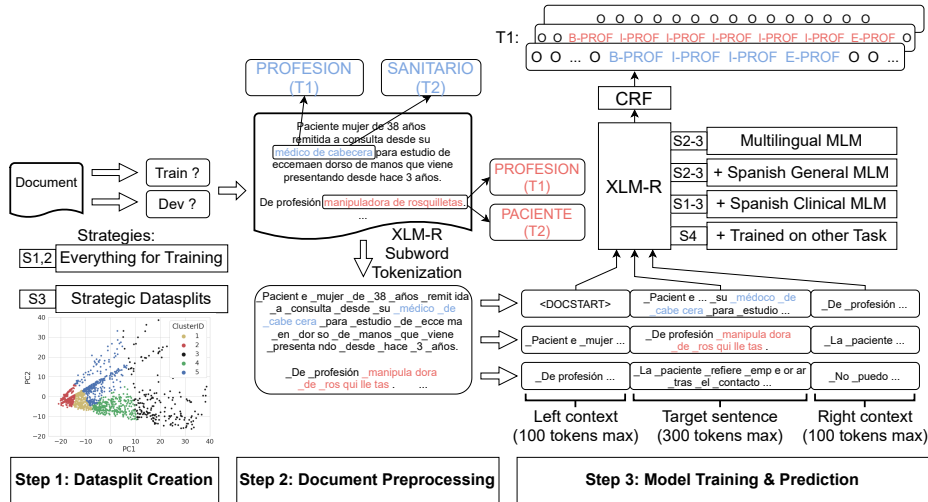 Document
Train ?
Dev ?
Strategies:
S1,2 Everything for Training
S3 Strategic Datasplits
ClusterID
1
2
3
4
5
PC2
40
30
20
10
0
−10
−20
−20 −10 0 10 20 30 40
PC1
Step 1: Datasplit Creation
PROFESION
(T1)
SANITARIO
(T2)
Paciente mujer de 38 años
remitida a consulta desde su
médico de cabecera para estudio de
eccemaen dorso de manos que viene
presentando desde hace 3 años.
De profesión manipuladora de rosquilletas.
...
PROFESION
(T1)
PACIENTE
(T2)
XLM-R
Subword
Tokenization
_Pacient e _mujer _de _38 _años _remit ida
_a _consulta _desde _su _médico _de
_cabe cera _para _estudio _de _ecce ma
_en _dor so _de _manos _que _viene
_presenta ndo _desde _hace _3 _años.
_De _profesión _manipula dora
_de _ros qui lle tas . ...
Step 2: Document Preprocessing
O O O O O O O O O O O O O
T1: O O B-PROF I-PROF I-PROF I-PROF I-PROF I-PROF E-PROF O
O O ... O B-PROF I-PROF I-PROF E-PROF O O ...
CRF
XLM-R
S2-3 Multilingual MLM
S2-3 + Spanish General MLM
S1-3 + Spanish Clinical MLM
S4 + Trained on other Task
<DOCSTART>
_Pacient e ... _su _médoco _de
_cabe cera _para _estudio ...
_De _profesión ...
_Pacient e _mujer ...
_De profesión _manipula dora
_de _ros qui lle tas .
_La _paciente ...
_De profesión ...
_La _paciente _refiere _emp e or ar
_tras _el _contacto ...
_No _puedo ...
Left context
(100 tokens max)
Target sentence
(300 tokens max)
Right context
(100 tokens max)
Step 3: Model Training & Prediction